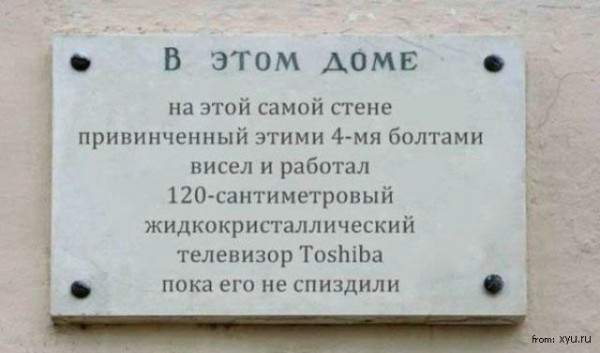 В ЭТОМ ДОМЕ
на этой самой стене
привинченный этими 4-мя болтами
висел и работал
120-сантиметровый
жидкокристаллический
телевизор Toshiba
пока его не спиздили
from: xyu.ru